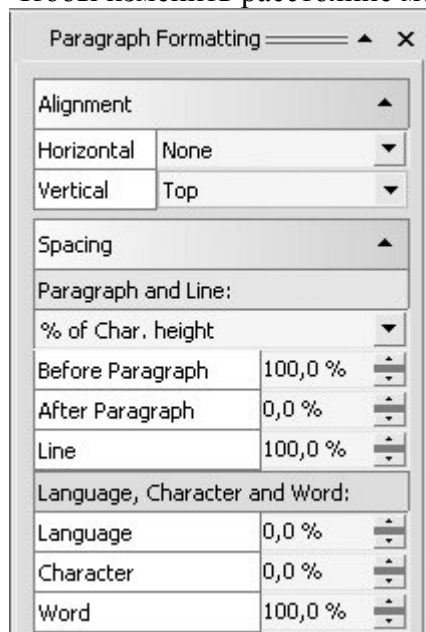 Paragraph Formatting
Alignment
Horizontal None
Vertical Top
Spacing
Paragraph and Line:
% of Char. height
Before Paragraph 100,0 %
After Paragraph 0,0 %
Line 100,0 %
Language, Character and Word:
Language 0,0 %
Character 0,0 %
Word 100,0 %